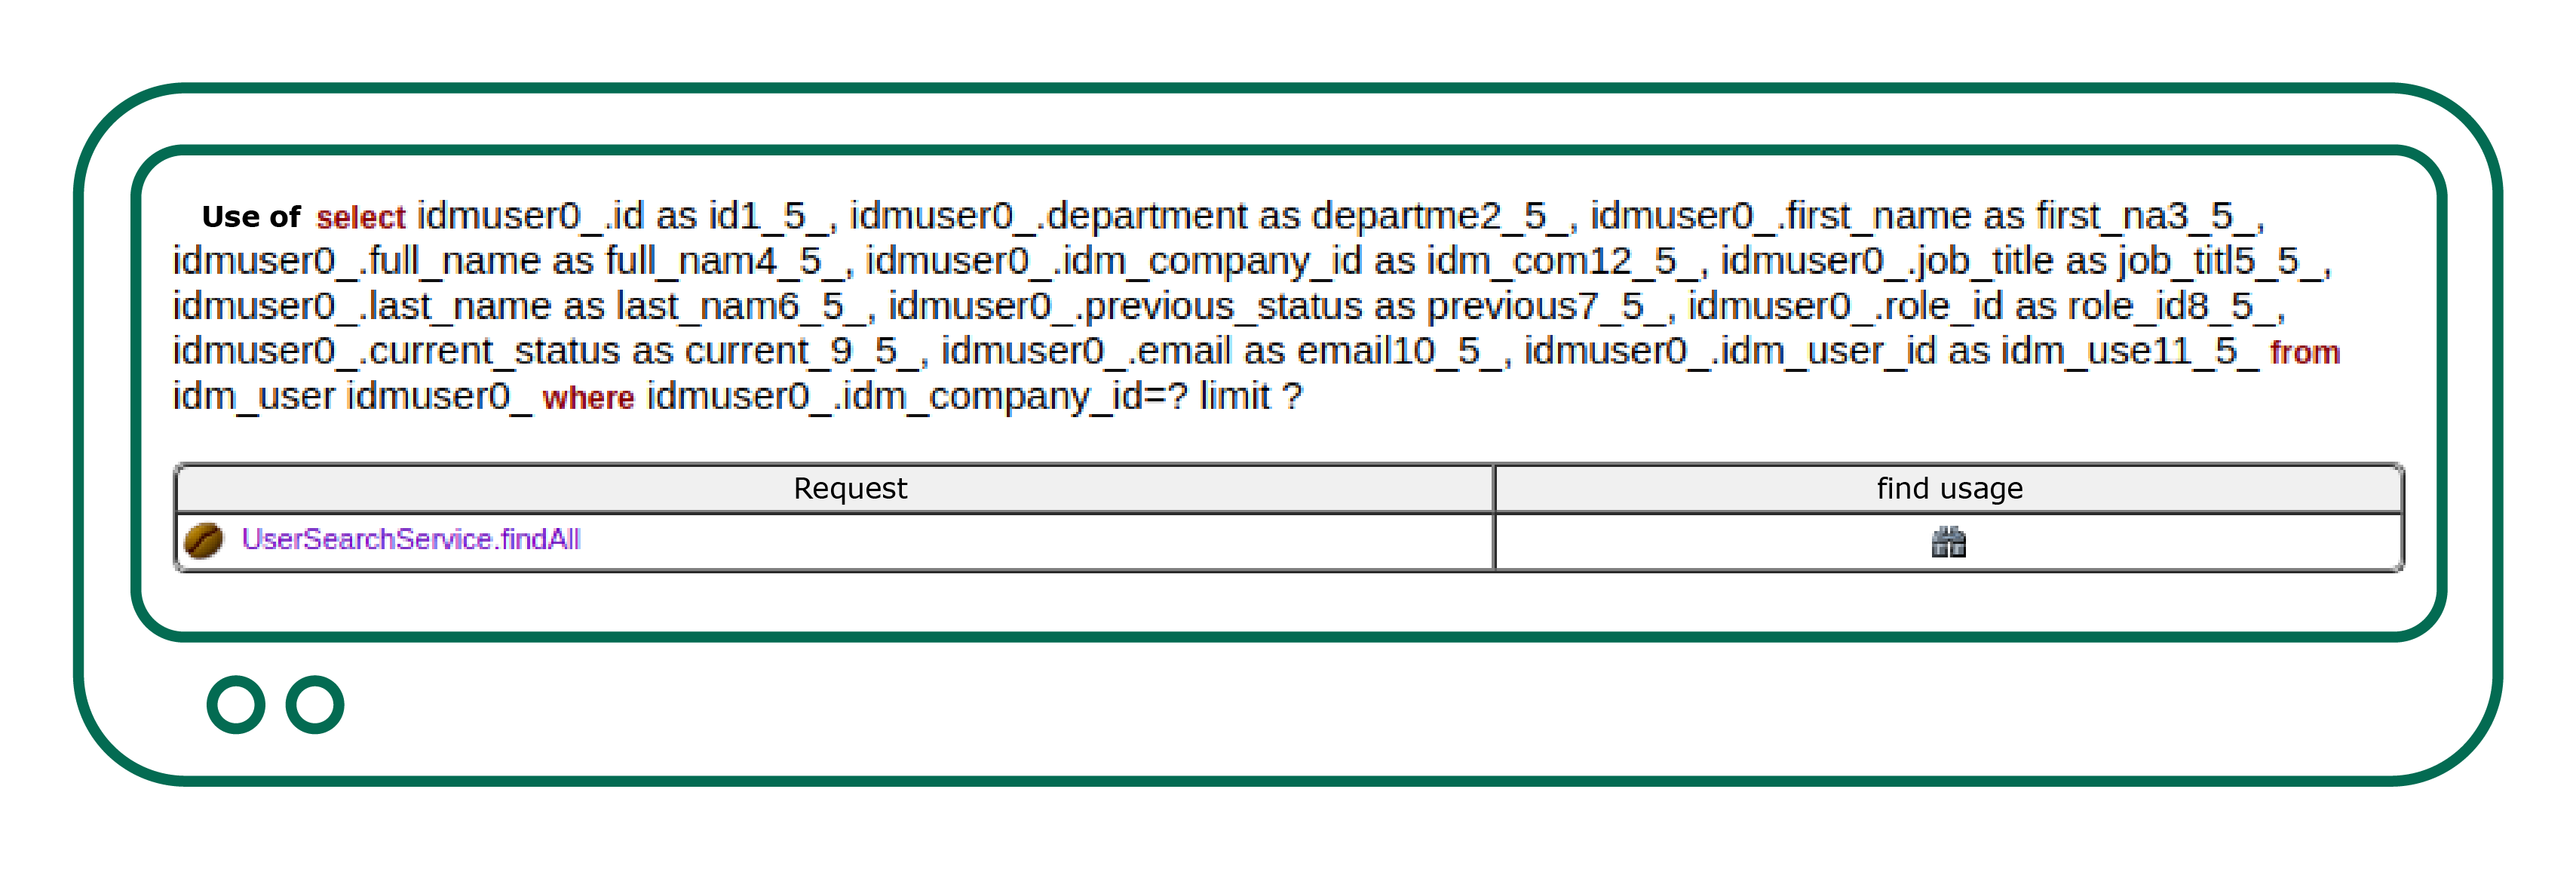 Use of select idmuser0_.id as id1_5_, idmuser0_.department as departme2_5_, idmuser0_.first_name as first_na3_5_,
idmuser0_.full_name as full_nam4_5_, idmuser0_.idm_company_id as idm_com12_5_, idmuser0_.job_title as job_titl5_5_,
idmuser0_.last_name as last_nam6_5_, idmuser0_.previous_status as previous7_5_, idmuser0_.role_id as role_id8_5_,
idmuser0_.current_status as current_9_5_, idmuser0_.email as email10_5_, idmuser0_.idm_user_id as idm_use11_5_ from
idm_user idmuser0_ where idmuser0_.idm_company_id=? limit ?
Request find usage
UserSearchService.findAll